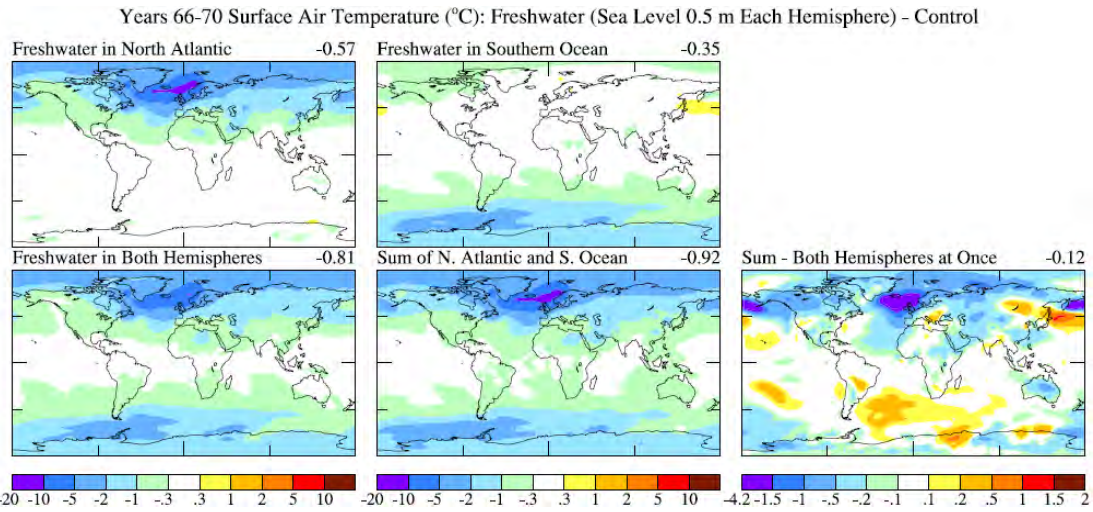 Years 66-70 Surface Air Temperature (°C): Freshwater (Sea Level 0.5 m Each Hemisphere) - Control
Freshwater in North Atlantic -0.57
Freshwater in Southern Ocean -0.35
Freshwater in Both Hemispheres -0.81
Sum of N. Atlantic and S. Ocean -0.92
Sum - Both Hemispheres at Once -0.12
-20 -10 -5 -2 -1 -.3 .3 1 2 5 10
-20 -10 -5 -2 -1 -.3 .3 1 2 5 10
-4.2 -1.5 -1 -.5 -.2 -.1 .1 .2 .5 1 1.5 2